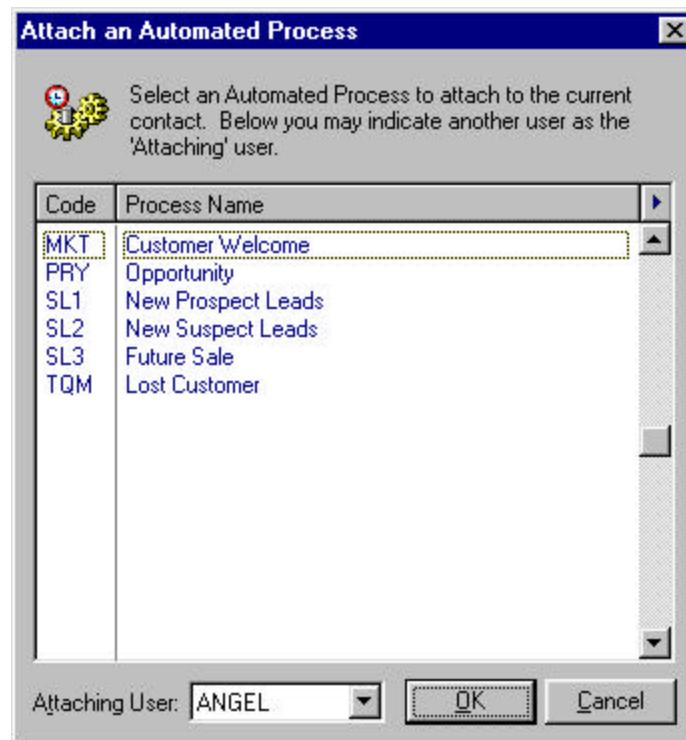 Attach an Automated Process
Select an Automated Process to attach to the current
contact. Below you may indicate another user as the
'Attaching' user.
Code Process Name
MKT Customer Welcome
PRY Opportunity
SL1 New Prospect Leads
SL2 New Suspect Leads
SL3 Future Sale
TQM Lost Customer
Attaching User: ANGEL OK Cancel